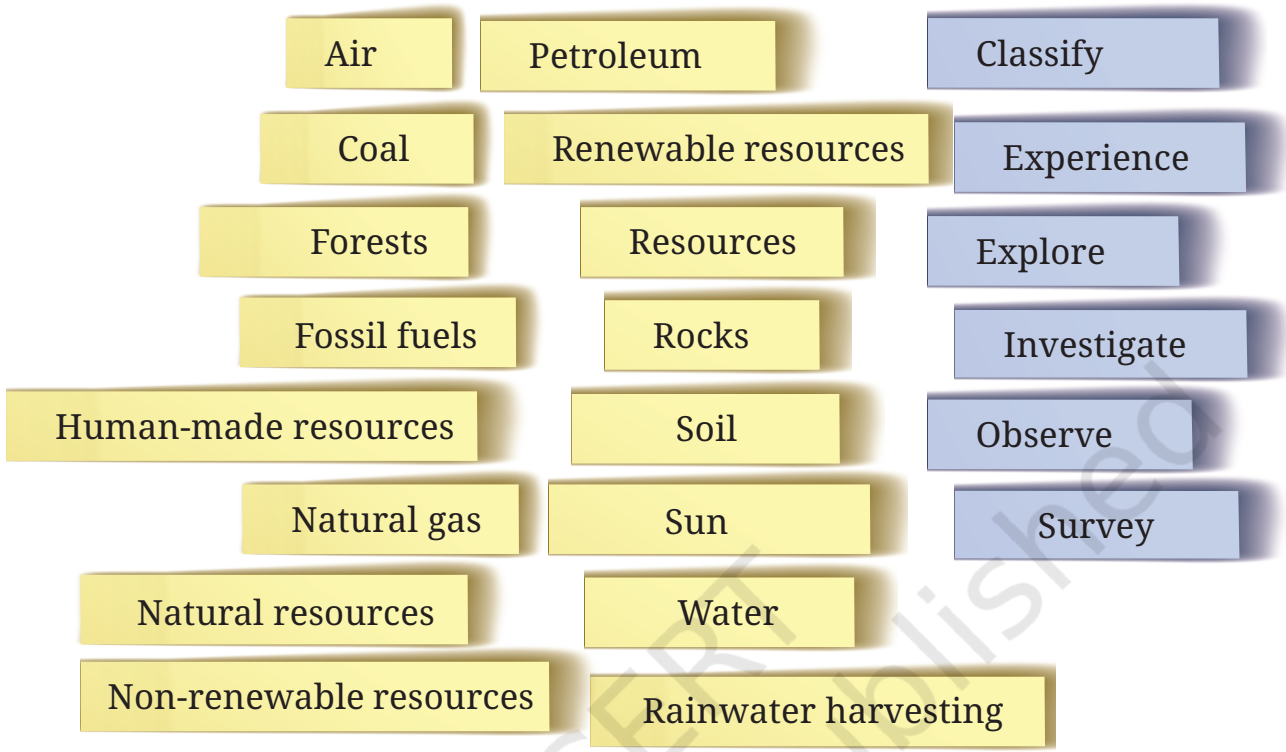 Air
Coal
Forests
Fossil fuels
Human-made resources
Natural gas
Natural resources
Non-renewable resources
Petroleum
Renewable resources
Resources
Rocks
Soil
Sun
Water
Rainwater harvesting
Classify
Experience
Explore
Investigate
Observe
Survey